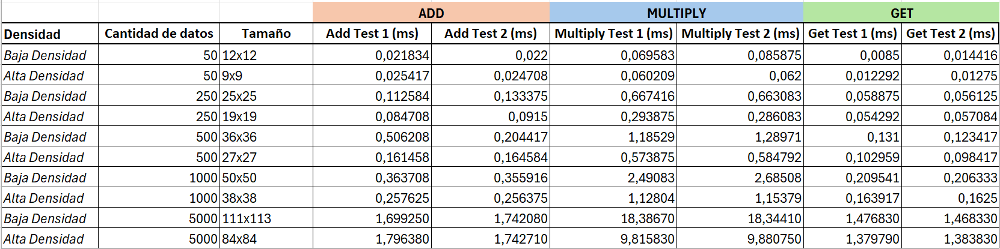 ADD MULTIPLY GET
Densidad Cantidad de datos Tamaño Add Test 1 (ms) Add Test 2 (ms) Multiply Test 1 (ms) Multiply Test 2 (ms) Get Test 1 (ms) Get Test 2 (ms)
Baja Densidad 50 12x12 0,021834 0,022 0,069583 0,085875 0,0085 0,014416
Alta Densidad 50 9x9 0,025417 0,024708 0,060209 0,062 0,012292 0,01275
Baja Densidad 250 25x25 0,112584 0,133375 0,667416 0,663083 0,058875 0,056125
Alta Densidad 250 19x19 0,084708 0,0915 0,293875 0,286083 0,054292 0,057084
Baja Densidad 500 36x36 0,506208 0,204417 1,18529 1,28971 0,131 0,123417
Alta Densidad 500 27x27 0,161458 0,164584 0,573875 0,584792 0,102959 0,098417
Baja Densidad 1000 50x50 0,363708 0,355916 2,49083 2,68508 0,209541 0,206333
Alta Densidad 1000 38x38 0,257625 0,256375 1,12804 1,15379 0,163917 0,1625
Baja Densidad 5000 111x113 1,699250 1,742080 18,38670 18,34410 1,476830 1,468330
Alta Densidad 5000 84x84 1,796380 1,742710 9,815830 9,880750 1,379790 1,383830